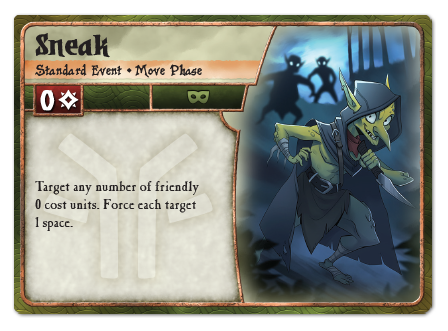 Sneak
Standard Event • Move Phase
0
Target any number of friendly
0 cost units. Force each target
1 space.